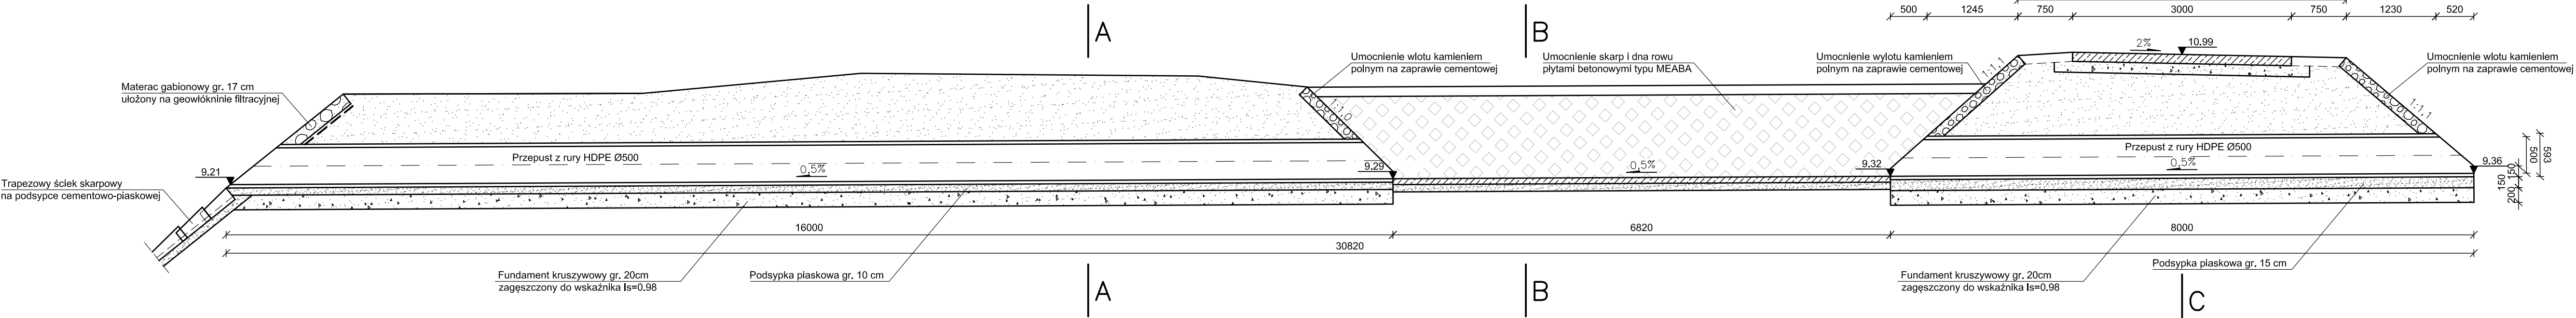 A
B
500 1245 750 3000 750 1230 520
Umocnienie wlotu kamieniem
polnym na zaprawie cementowej
Umocnienie skarp i dna rowu
płytami betonowymi typu MEABA
Umocnienie wylotu kamieniem
polnym na zaprawie cementowej
2%
10.99
Umocnienie wlotu kamieniem
polnym na zaprawie cementowej
Materac gabionowy gr. 17 cm
ułożony na geowłókninie filtracyjnej
1:1.0
1:1.1
1:1.1
Przepust z rury HDPE Ø500
0,5%
Przepust z rury HDPE Ø500
0,5%
0,5%
9.21
9.29
9.32
9.36
593
500
50
150
200
Trapezowy ściek skarpowy
na podsypce cementowo-piaskowej
16000
6820
8000
30820
Fundament kruszywowy gr. 20cm
zagęszczony do wskaźnika Is=0.98
Podsypka piaskowa gr. 10 cm
Fundament kruszywowy gr. 20cm
zagęszczony do wskaźnika Is=0.98
Podsypka piaskowa gr. 15 cm
A
B
C